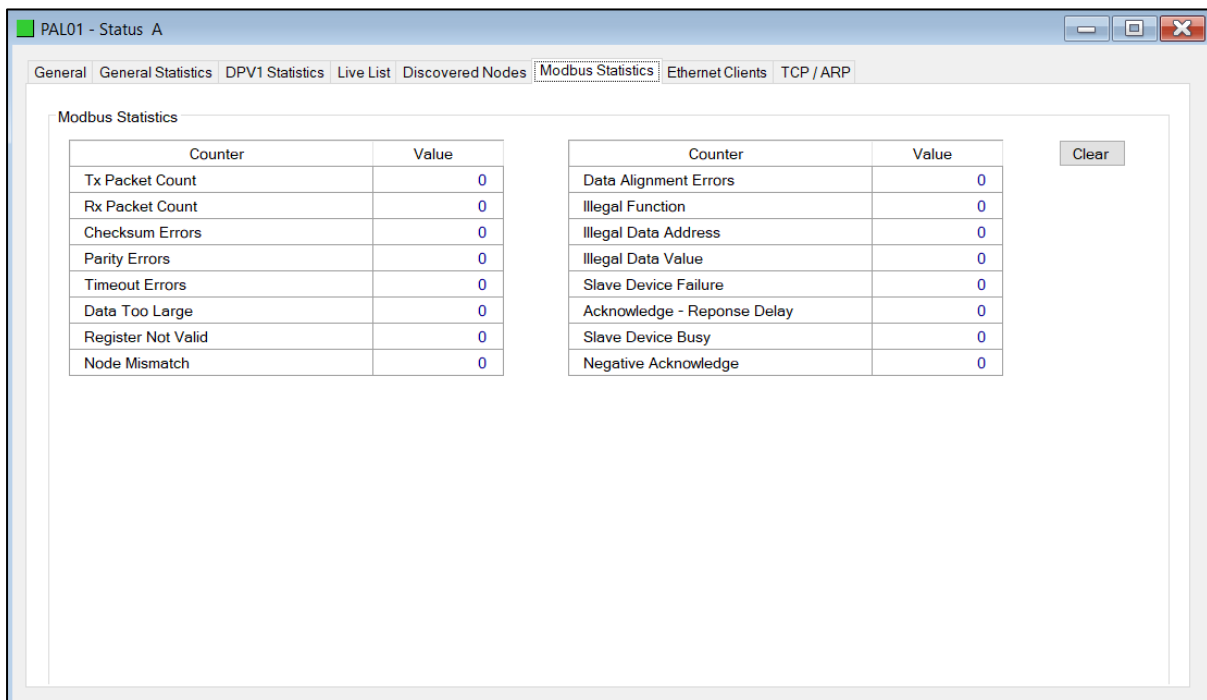 PAL01 - Status A
General General Statistics DPV1 Statistics Live List Discovered Nodes Modbus Statistics Ethernet Clients TCP / ARP
Modbus Statistics
Counter Value Counter Value Clear
Tx Packet Count 0 Data Alignment Errors 0
Rx Packet Count 0 Illegal Function 0
Checksum Errors 0 Illegal Data Address 0
Parity Errors 0 Illegal Data Value 0
Timeout Errors 0 Slave Device Failure 0
Data Too Large 0 Acknowledge - Reponse Delay 0
Register Not Valid 0 Slave Device Busy 0
Node Mismatch 0 Negative Acknowledge 0